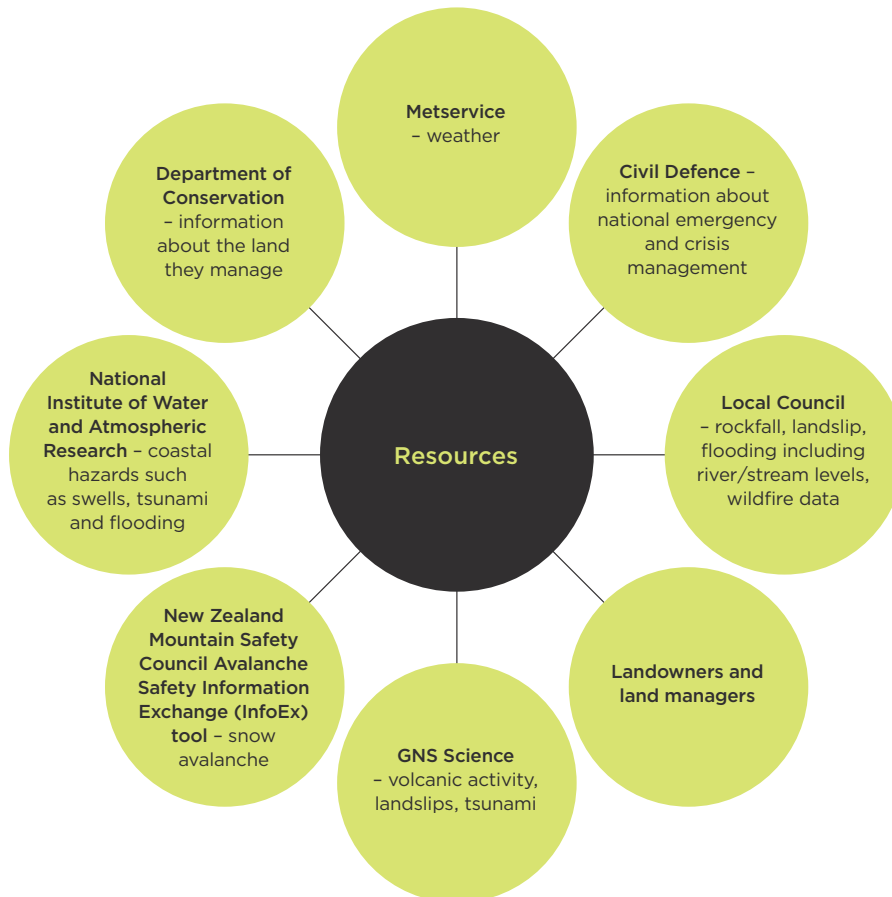 Metservice
– weather
Civil Defence –
information about
national emergency
and crisis
management
Local Council
– rockfall, landslip,
flooding including
river/stream levels,
wildfire data
Landowners and
land managers
GNS Science
– volcanic activity,
landslips, tsunami
New Zealand
Mountain Safety
Council Avalanche
Safety Information
Exchange (InfoEx)
tool – snow
avalanche
National
Institute of Water
and Atmospheric
Research – coastal
hazards such
as swells, tsunami
and flooding
Department of
Conservation
– information
about the land
they manage
Resources